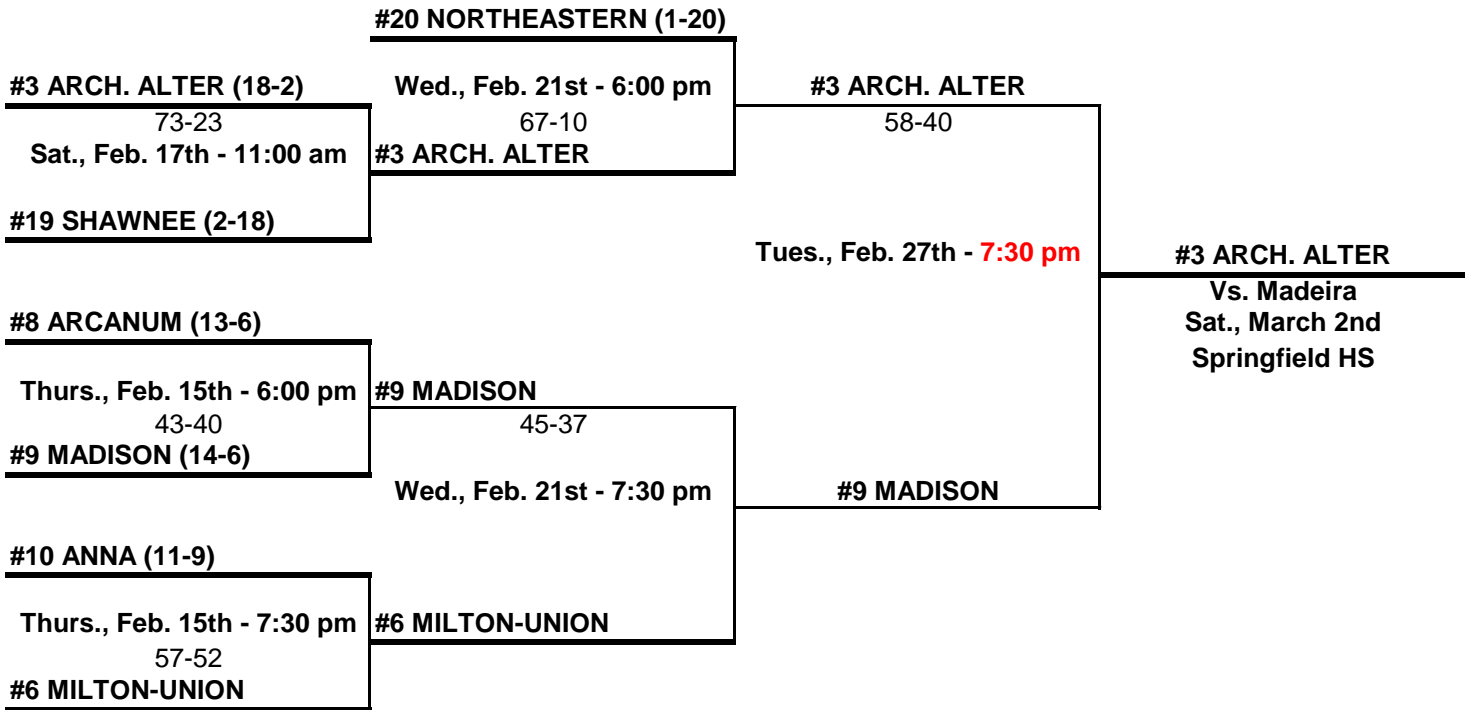 #20 NORTHEASTERN (1-20)
#3 ARCH. ALTER (18-2)
Wed., Feb. 21st - 6:00 pm
#3 ARCH. ALTER
73-23
67-10
58-40
Sat., Feb. 17th - 11:00 am
#3 ARCH. ALTER
#19 SHAWNEE (2-18)
Tues., Feb. 27th - 7:30 pm
#3 ARCH. ALTER
Vs. Madeira
Sat., March 2nd
Springfield HS
#8 ARCANUM (13-6)
Thurs., Feb. 15th - 6:00 pm
#9 MADISON
43-40
45-37
#9 MADISON (14-6)
Wed., Feb. 21st - 7:30 pm
#9 MADISON
#10 ANNA (11-9)
Thurs., Feb. 15th - 7:30 pm
#6 MILTON-UNION
57-52
#6 MILTON-UNION